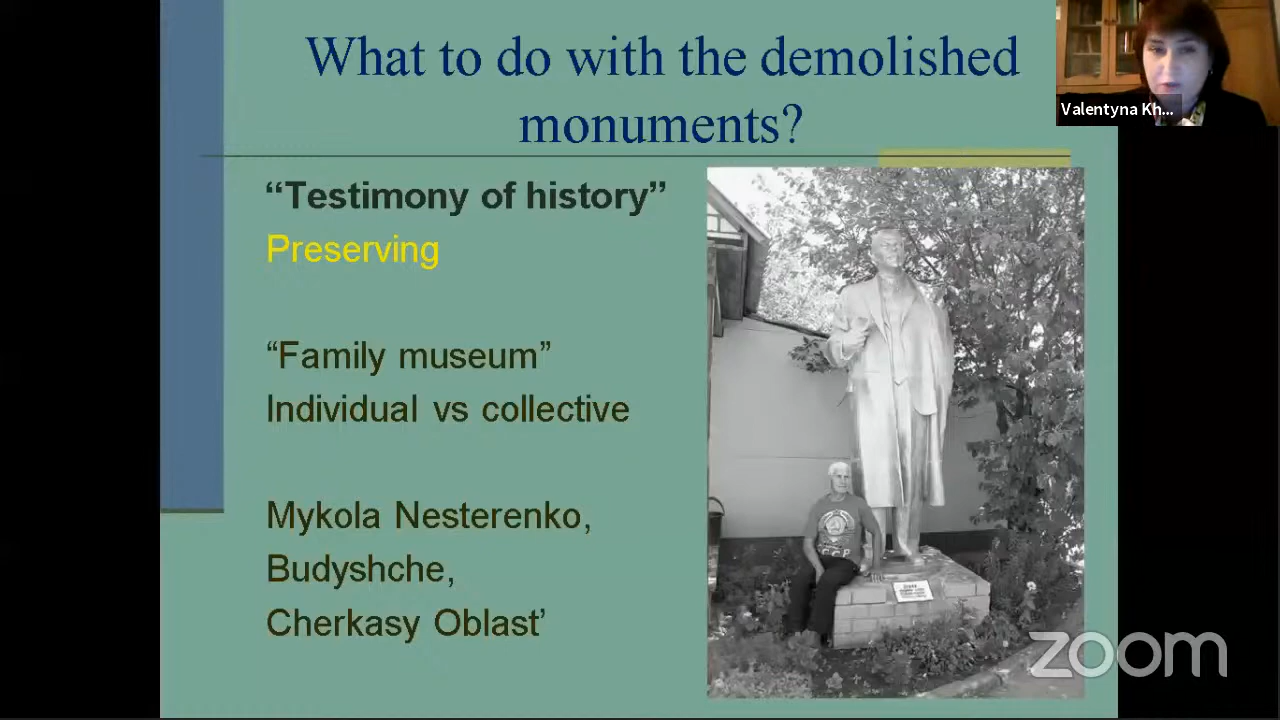 What to do with the demolished
monuments?
Valentyna Kh...
“Testimony of history”
Preserving
“Family museum”
Individual vs collective
Mykola Nesterenko,
Budyshche,
Cherkasy Oblast’
CCCP
zoom